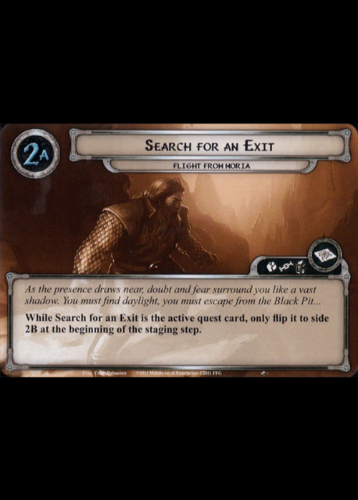 2A
SEARCH FOR AN EXIT
FLIGHT FROM MORIA
As the presence draws near, doubt and fear surround you like a vast
shadow. You must find daylight, you must escape from the Black Pit...
While Search for an Exit is the active quest card, only flip it to side
2B at the beginning of the staging step.
©2011 FFG